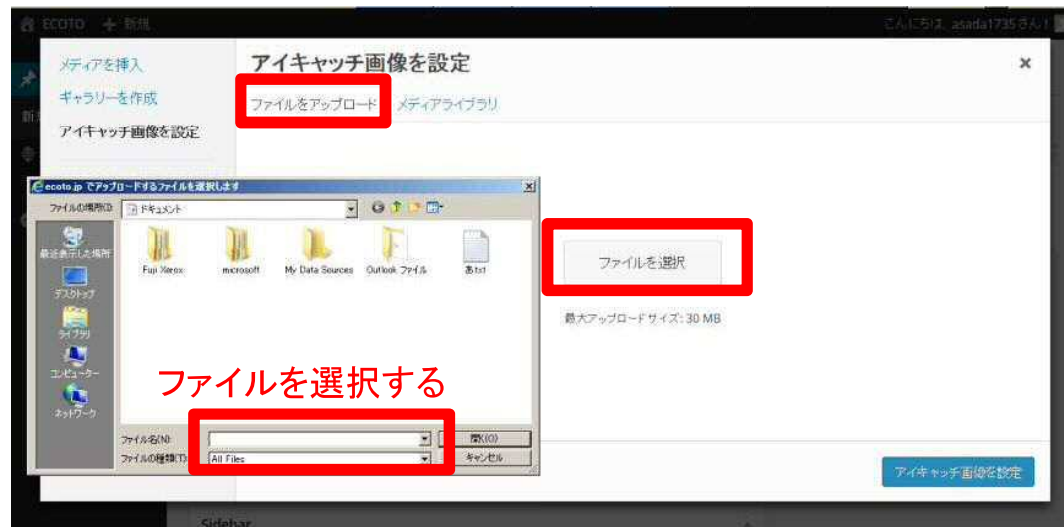 ECOTO + 新規
こんにちは, asada1735さん!
メディアを挿入
ギャラリーを作成
アイキャッチ画像を設定
アイキャッチ画像を設定
×
ファイルをアップロード メディアライブラリ
ecoto.jp でアップロードするファイルを選択します
ファイルの場所(I):
ドキュメント
最近表示した場所
デスクトップ
ライブラリ
コンピューター
ネットワーク
Fuji Xerox
microsoft
My Data Sources
Outlook ファイル
あ.txt
ファイルを選択
最大アップロードサイズ: 30 MB
ファイルを選択する
ファイル名(N):
開く(O)
ファイルの種類(T):
All Files
キャンセル
アイキャッチ画像を設定
Sidebar